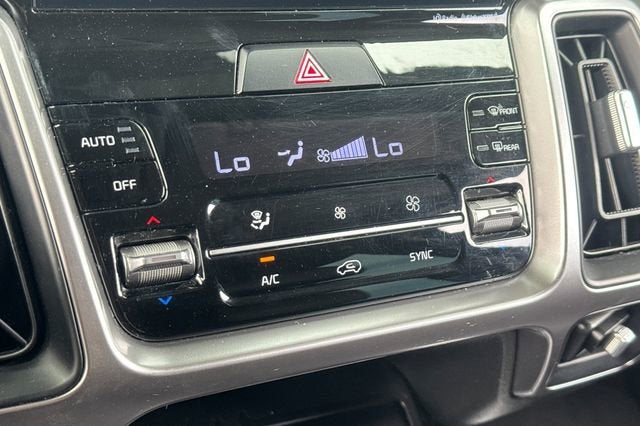 FRONT
AUTO
Lo
Lo
REAR
OFF
A/C
SYNC